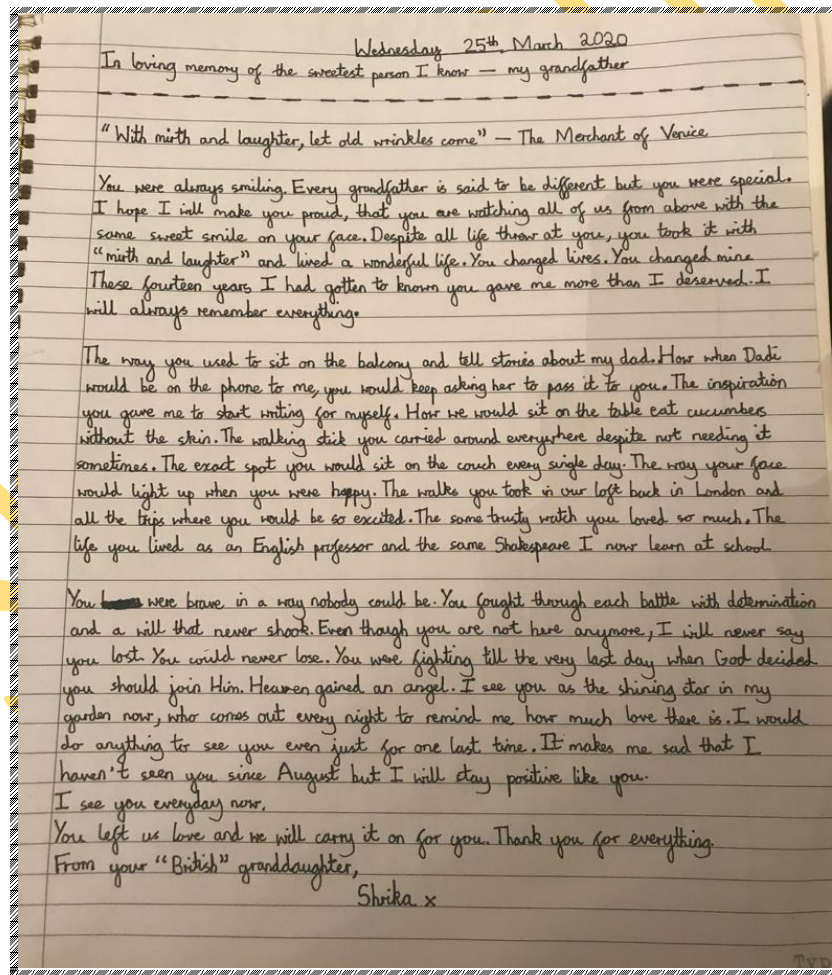 Wednesday 25th March 2020
In loving memory of the sweetest person I know — my grandfather
"With mirth and laughter, let old wrinkles come" — The Merchant of Venice
You were always smiling. Every grandfather is said to be different but you were special.
I hope I will make you proud, that you are watching all of us from above with the
same sweet smile on your face. Despite all life threw at you, you took it with
"mirth and laughter" and lived a wonderful life. You changed lives. You changed mine
These fourteen years I had gotten to known you gave me more than I deserved. I
will always remember everything.
The way you used to sit on the balcony and tell stories about my dad. How when Dadi
would be on the phone to me, you would keep asking her to pass it to you. The inspiration
you gave me to start writing for myself. How we would sit on the table eat cucumbers
without the skin. The walking stick you carried around everywhere despite not needing it
sometimes. The exact spot you would sit on the couch every single day. The way your face
would light up when you were happy. The walks you took in our loft back in London and
all the trips where you would be so excited. The same trusty watch you loved so much. The
life you lived as an English professor and the same Shakespeare I now learn at school
You were brave in a way nobody could be. You fought through each battle with determination
and a will that never shook. Even though you are not here anymore, I will never say
you lost. You could never lose. You were fighting till the very last day when God decided
you should join Him. Heaven gained an angel. I see you as the shining star in my
garden now, who comes out every night to remind me how much love there is. I would
do anything to see you even just for one last time. It makes me sad that I
haven't seen you since August but I will stay positive like you.
I see you everyday now.
You left us love and we will carry it on for you. Thank you for everything.
From your "British" granddaughter,
Shrika x